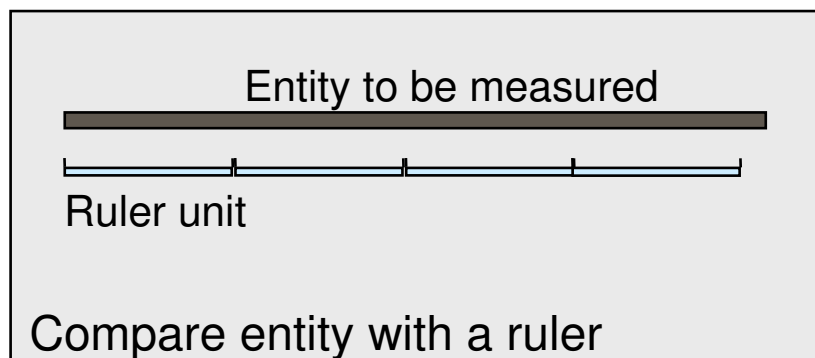 Entity to be measured
Ruler unit
Compare entity with a ruler